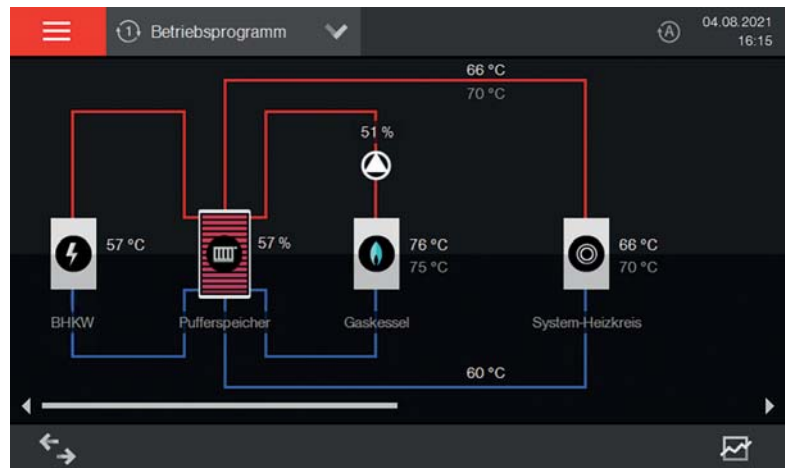 1 Betriebsprogramm
A
04.08.2021
16:15
66 °C
70 °C
51 %
57 °C
57 %
76 °C
75 °C
66 °C
70 °C
BHKW
Pufferspeicher
Gaskessel
System-Heizkreis
60 °C